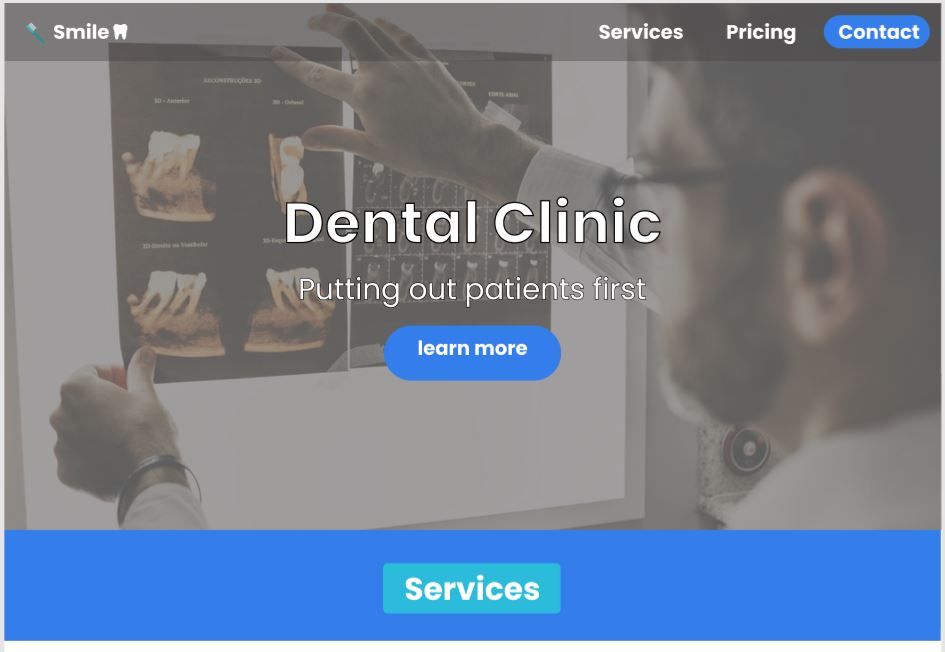 Smile
Services
Pricing
Contact
RECONSTRUÇÕES 3D
3D - Anterior
3D - Oclusal
CORTE AXIAL
Dental Clinic
3D-Direita ou Vestibular
Putting out patients first
learn more
Services